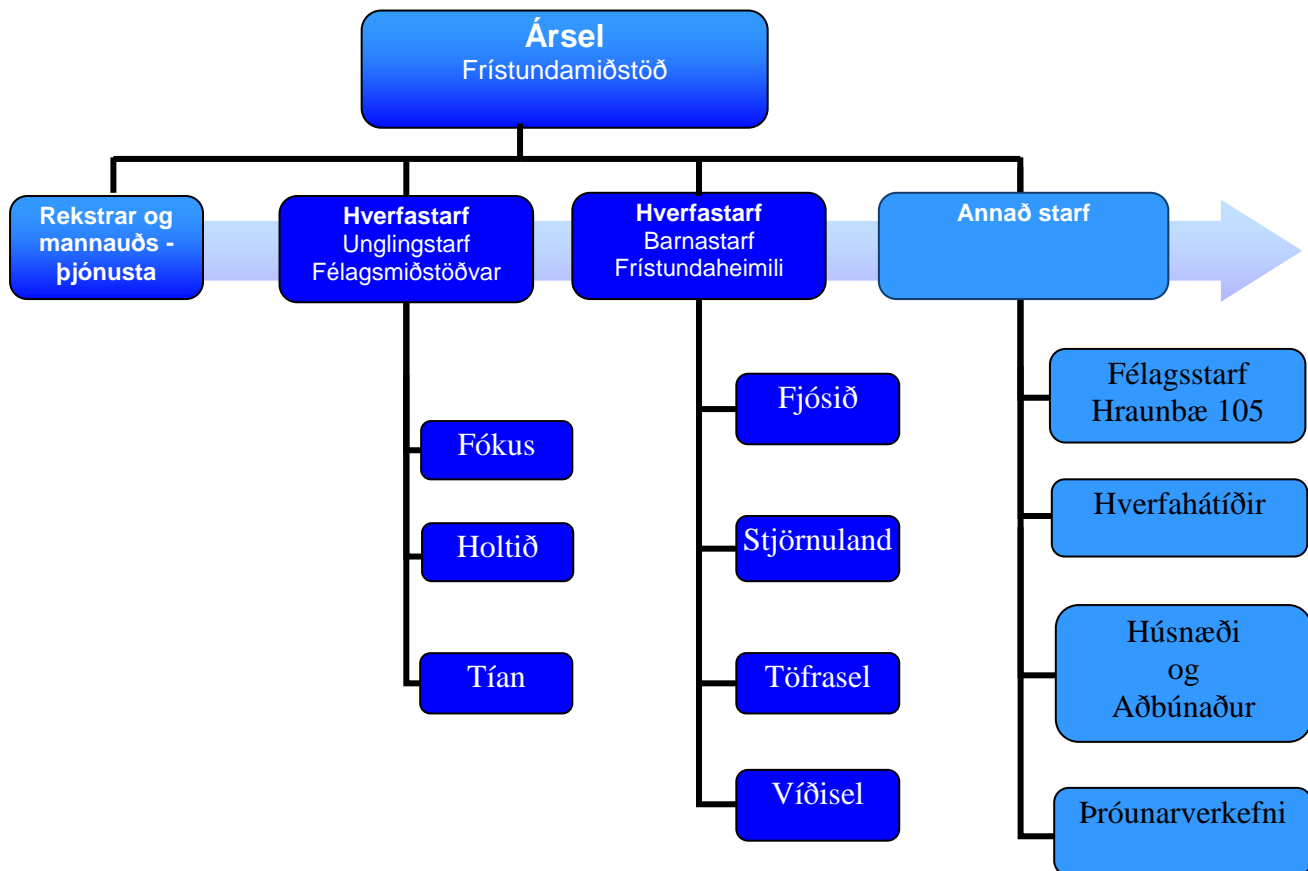 Ársel
Frístundamiðstöð
Rekstrar og
mannauðs -
þjónusta
Hverfastarf
Unglingstarf
Félagsmiðstöðvar
Hverfastarf
Barnastarf
Frístundaheimili
Annað starf
Fókus
Holtið
Tían
Fjósið
Stjörnuland
Töfrasel
Víðisel
Félagsstarf
Hraunbæ 105
Hverfahátíðir
Húsnæði
og
Aðbúnaður
Þróunarverkefni